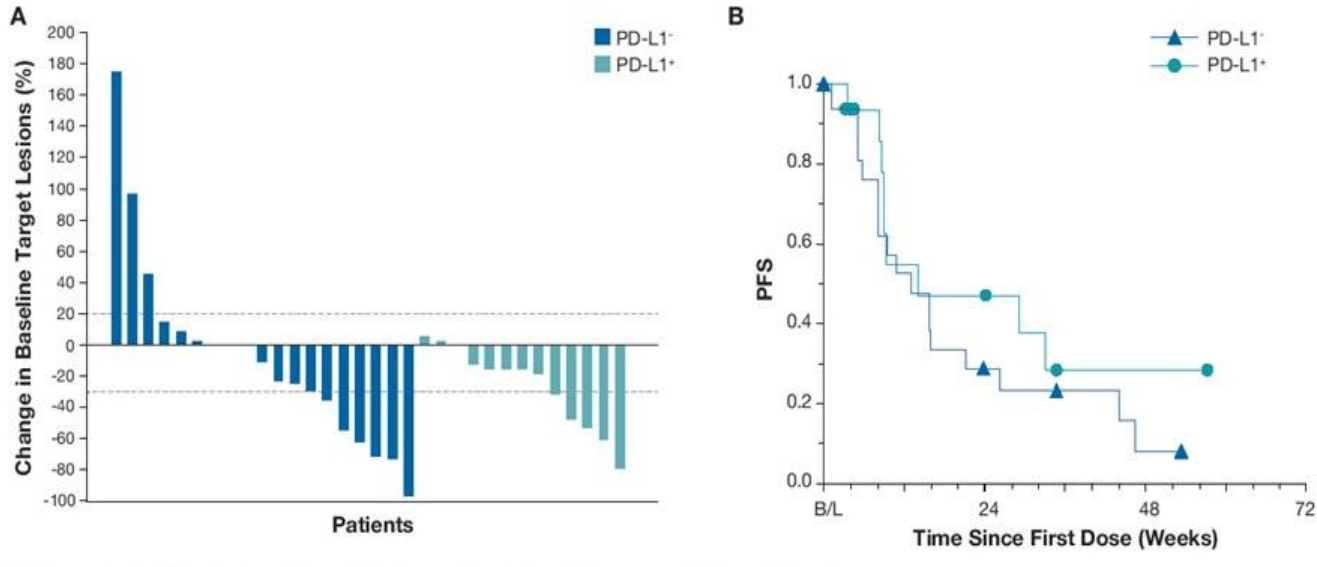 A
200
180
160
140
120
100
80
60
40
20
0
-20
-40
-60
-80
-100
Change in Baseline Target Lesions (%)
PD-L1-
PD-L1+
Patients
B
PD-L1-
PD-L1+
1.0
0.8
0.6
0.4
0.2
0.0
PFS
B/L 24 48 72
Time Since First Dose (Weeks)